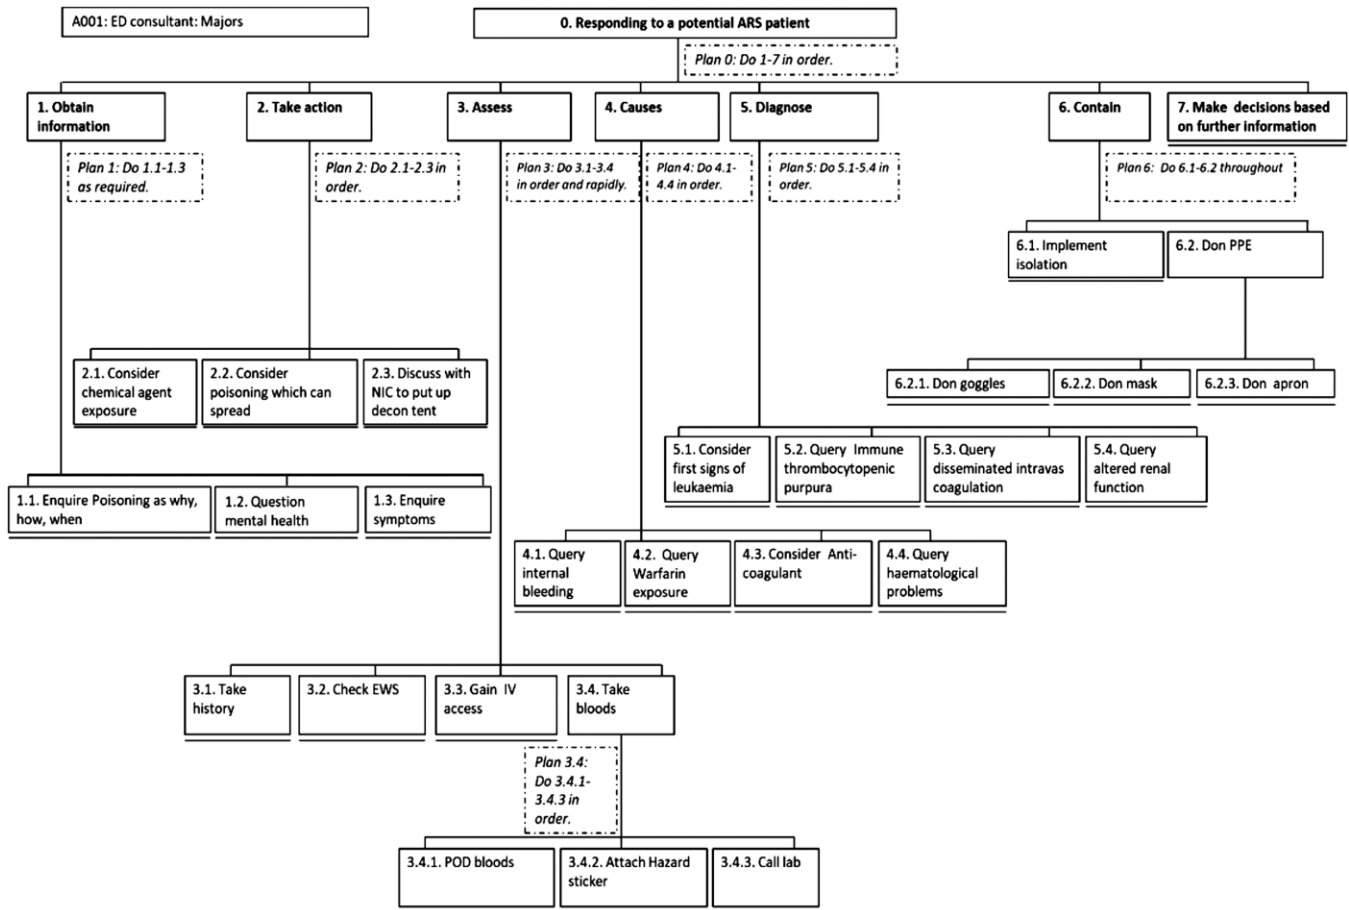 A001: ED consultant: Majors
0. Responding to a potential ARS patient
Plan 0: Do 1-7 in order.
1. Obtain
information
2. Take action
3. Assess
4. Causes
5. Diagnose
6. Contain
7. Make decisions based
on further information
Plan 1: Do 1.1-1.3
as required.
Plan 2: Do 2.1-2.3 in
order.
Plan 3: Do 3.1-3.4
in order and rapidly.
Plan 4: Do 4.1-
4.4 in order.
Plan 5: Do 5.1-5.4 in
order.
Plan 6: Do 6.1-6.2 throughout
6.1. Implement
isolation
6.2. Don PPE
2.1. Consider
chemical agent
exposure
2.2. Consider
poisoning which can
spread
2.3. Discuss with
NIC to put up
decon tent
6.2.1. Don goggles
6.2.2. Don mask
6.2.3. Don apron
5.1. Consider
first signs of
leukaemia
5.2. Query Immune
thrombocytopenic
purpura
5.3. Query
disseminated intravas
coagulation
5.4. Query
altered renal
function
1.1. Enquire Poisoning as why,
how, when
1.2. Question
mental health
1.3. Enquire
symptoms
4.1. Query
internal
bleeding
4.2. Query
Warfarin
exposure
4.3. Consider Anti-
coagulant
4.4. Query
haematological
problems
3.1. Take
history
3.2. Check EWS
3.3. Gain IV
access
3.4. Take
bloods
Plan 3.4:
Do 3.4.1-
3.4.3 in
order.
3.4.1. POD bloods
3.4.2. Attach Hazard
sticker
3.4.3. Call lab